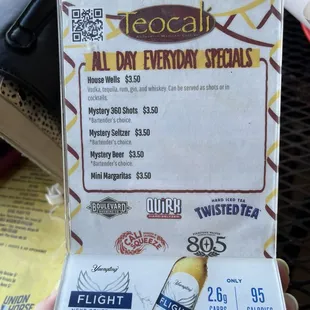 Teocali
ALL DAY EVERYDAY SPECIALS
House Wells $3.50
Vodka, tequila, rum, gin, and whiskey. Can be served as shots or in
cocktails.
Mystery 360 Shots $3.50
*Bartender's choice.
Mystery Seltzer $3.50
*Bartender's choice.
Mystery Beer $3.50
*Bartender's choice.
Mini Margaritas $3.50
BOULEVARD
QUIRK
HARD ICED TEA
TWISTED TEA
CALI
SQUEEZE
805
Yuengling
FLIGHT
ONLY
2.6g
95
CARBS
CALORIES
UNION
HORSE